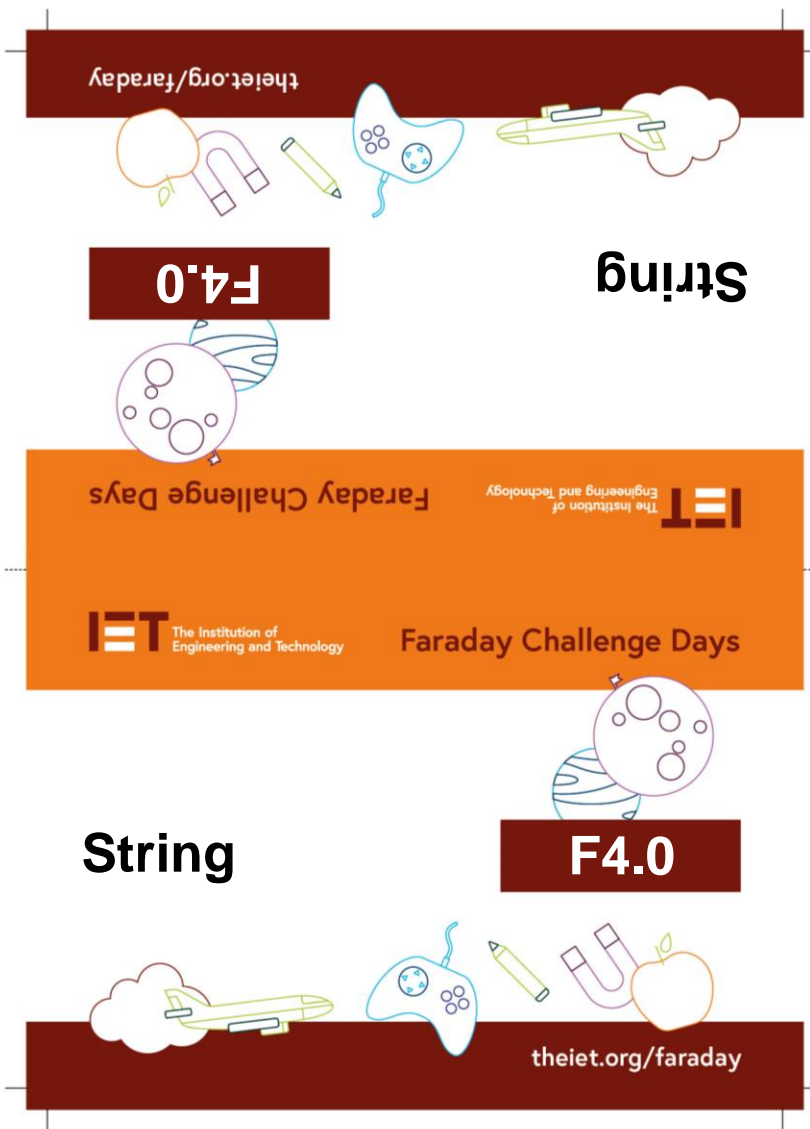 theiet.org/faraday
F4.0
String
Faraday Challenge Days
IET The Institution of
Engineering and Technology
IET The Institution of
Engineering and Technology
Faraday Challenge Days
String
F4.0
theiet.org/faraday